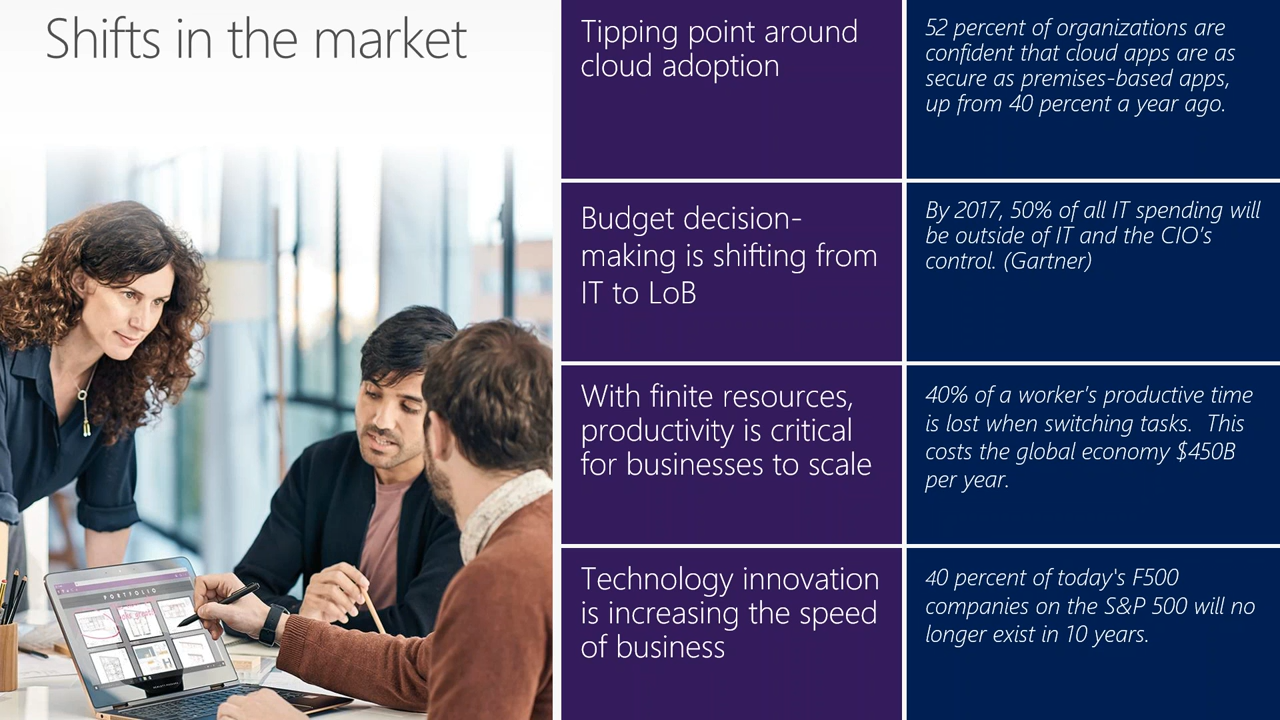 Shifts in the market
Tipping point around
cloud adoption
52 percent of organizations are
confident that cloud apps are as
secure as premises-based apps,
up from 40 percent a year ago.
Budget decision-
making is shifting from
IT to LoB
By 2017, 50% of all IT spending will
be outside of IT and the CIO's
control. (Gartner)
With finite resources,
productivity is critical
for businesses to scale
40% of a worker's productive time
is lost when switching tasks.  This
costs the global economy $450B
per year.
Technology innovation
is increasing the speed
of business
40 percent of today's F500
companies on the S&P 500 will no
longer exist in 10 years.
PORTFOLIO